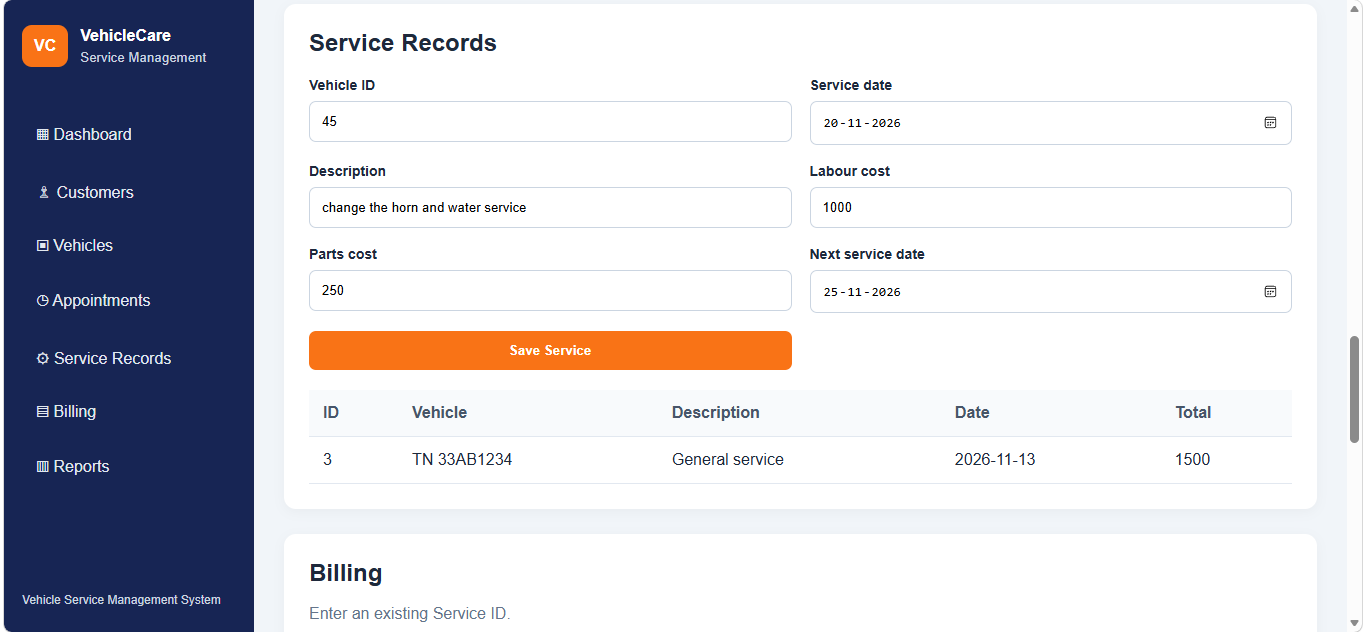 VC
VehicleCare
Service Management
Dashboard
Customers
Vehicles
Appointments
Service Records
Billing
Reports
Vehicle Service Management System
Service Records
Vehicle ID
45
Service date
20-11-2026
Description
change the horn and water service
Labour cost
1000
Parts cost
250
Next service date
25-11-2026
Save Service
ID Vehicle Description Date Total
3 TN 33AB1234 General service 2026-11-13 1500
Billing
Enter an existing Service ID.